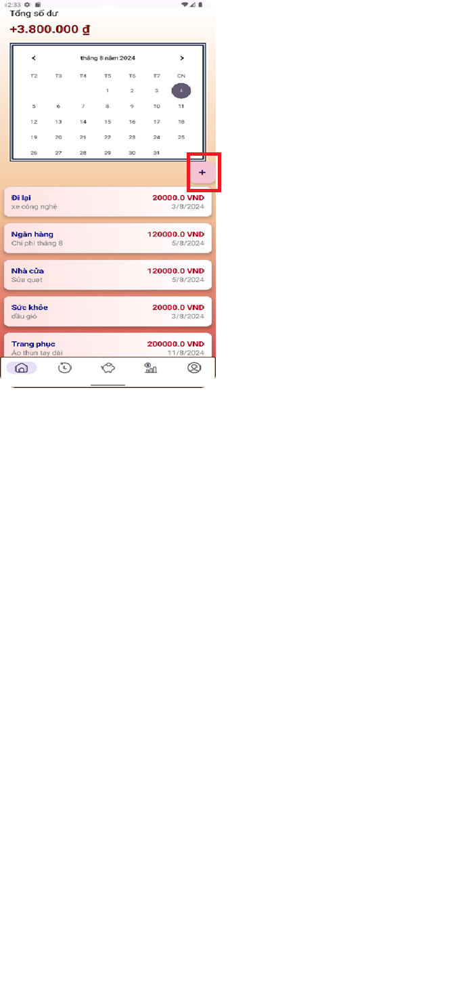 12:33
Tổng số dư
+3.800.000 ₫
tháng 8 năm 2024
T2 T3 T4 T5 T6 T7 CN
1 2 3 4
5 6 7 8 9 10 11
12 13 14 15 16 17 18
19 20 21 22 23 24 25
26 27 28 29 30 31
+
Đi lại 20000.0 VND
xe công nghệ 3/8/2024
Ngân hàng 120000.0 VND
Chi phí tháng 8 5/8/2024
Nhà cửa 120000.0 VND
Sửa quạt 5/8/2024
Sức khỏe 20000.0 VND
dầu gió 3/8/2024
Trang phục 200000.0 VND
Áo thun tay dài 11/8/2024